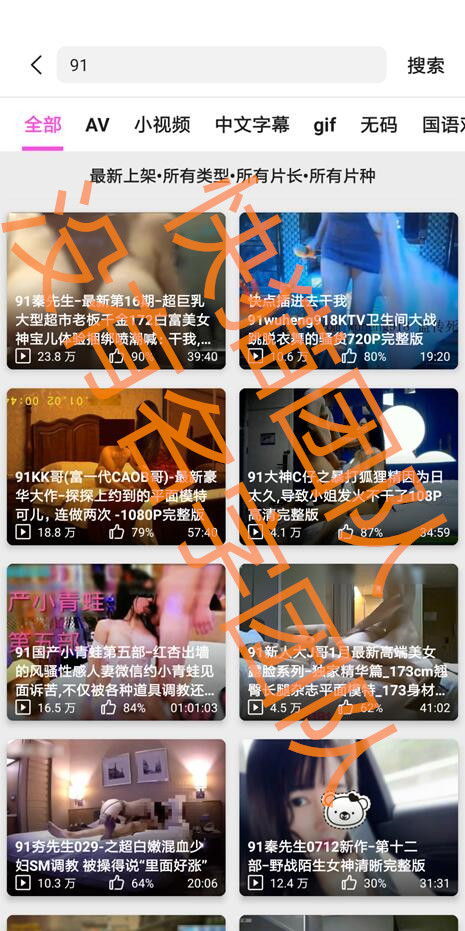 91
搜索
全部 AV 小视频 中文字幕 gif 无码 国语
最新上架•所有类型•所有片长•所有片种
没有名字团队
快猫团队
91秦先生-最新第16期-超巨乳
大型超市老板千金172白富美女
神宝儿体验捆绑喷潮喊：干我,...
23.8 万 90% 39:40
快点插进去干我
91wuheng918KTV卫生间大战
跳脱衣舞的骚货720P完整版
10.6 万 80% 19:20
91KK哥(富一代CAOB哥)-最新豪
华大作-探探上约到的平面模特
可儿，连做两次 -1080P完整版
18.8 万 79% 57:40
91大神C仔之暴打狐狸精因为日
太久,导致小姐发火不干了108P
高清完整版
4.1 万 87% 34:59
产小青蛙
第五部
91国产小青蛙第五部-红杏出墙
的风骚性感人妻微信约小青蛙见
面诉苦,不仅被各种道具调教还...
16.5 万 84% 01:01:03
91新人大J哥1月最新高端美女
露脸系列-独家精华篇_173cm翘
臀长腿杂志平面模特_173身材...
4.5 万 62% 41:02
91夯先生029-之超白嫩混血少
妇SM调教 被操得说“里面好涨”
10.3 万 64% 20:06
91秦先生0712新作-第十二
部-野战陌生女神清晰完整版
12.4 万 30% 31:31